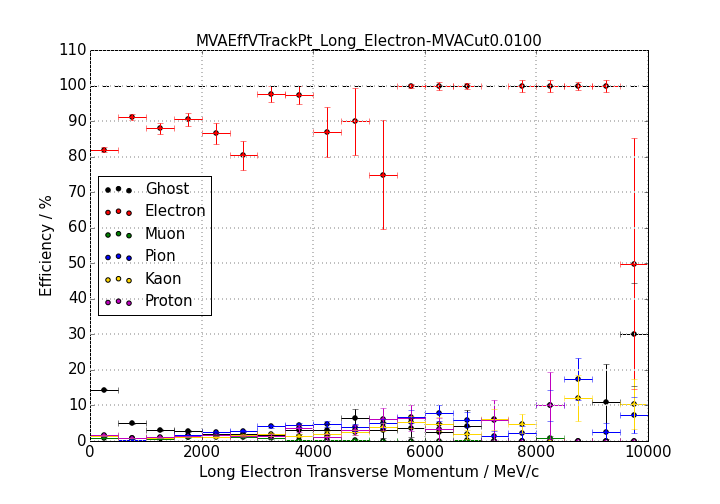 MVAEffVTrackPt_Long_Electron-MVACut0.0100
110
100
90
80
70
60
50
40
30
20
10
0
Efficiency / %
Ghost
Electron
Muon
Pion
Kaon
Proton
0 2000 4000 6000 8000 10000
Long Electron Transverse Momentum / MeV/c